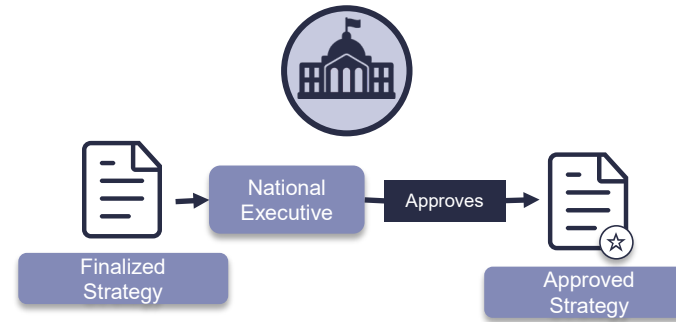 National
Executive
Approves
Finalized
Strategy
Approved
Strategy